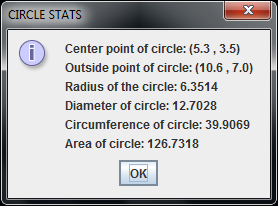 CIRCLE STATS
Center point of circle: (5.3 , 3.5)
Outside point of circle: (10.6 , 7.0)
Radius of the circle: 6.3514
Diameter of circle: 12.7028
Circumference of circle: 39.9069
Area of circle: 126.7318
OK